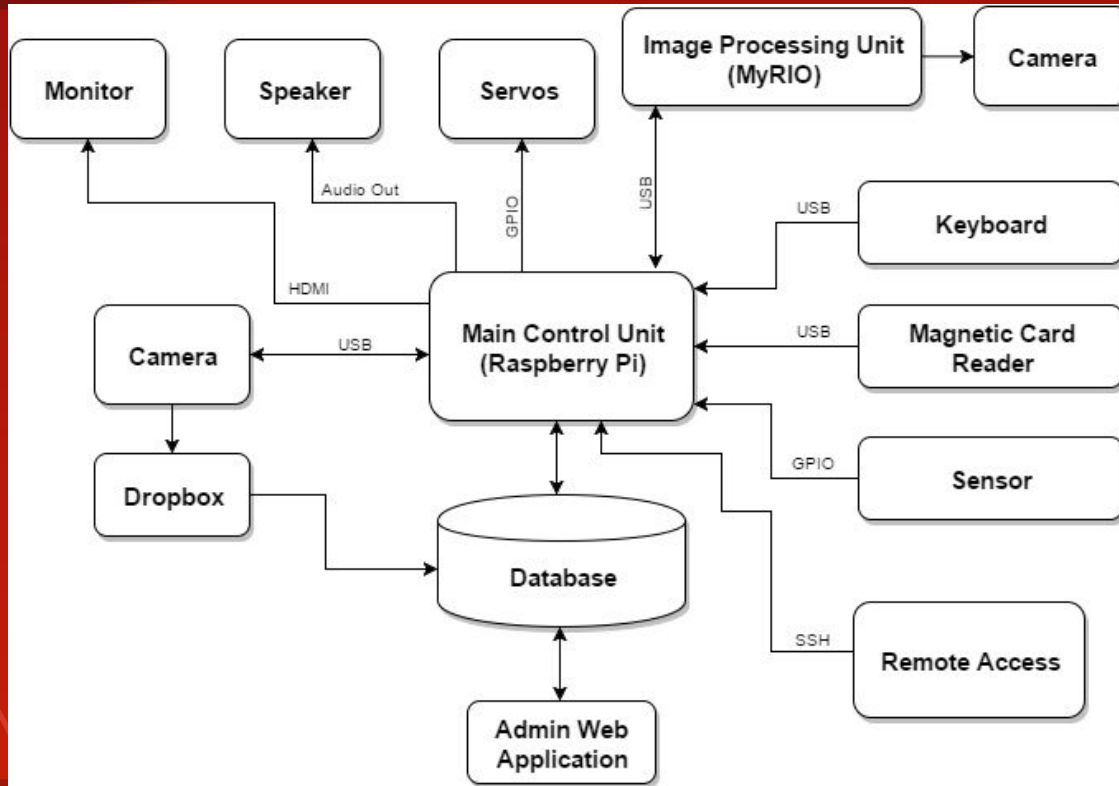 Monitor
Speaker
Servos
Image Processing Unit
(MyRIO)
Camera
Audio Out
GPIO
USB
USB
Keyboard
HDMI
Main Control Unit
(Raspberry Pi)
USB
Magnetic Card
Reader
Camera
USB
GPIO
Sensor
Dropbox
Database
SSH
Remote Access
Admin Web
Application